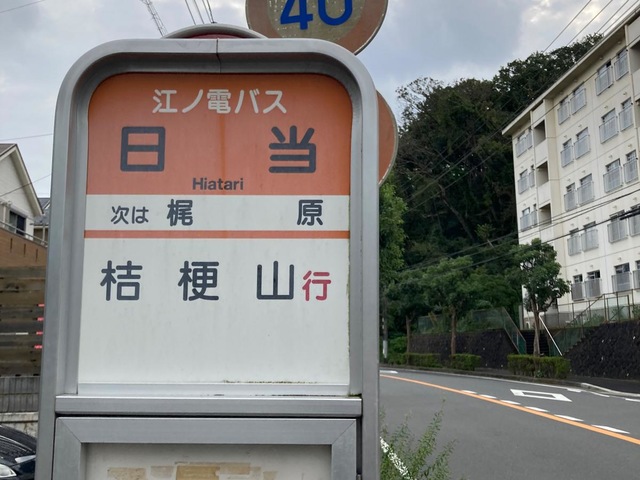 40
江ノ電バス
日当
Hiatari
次は 梶原
桔梗山行